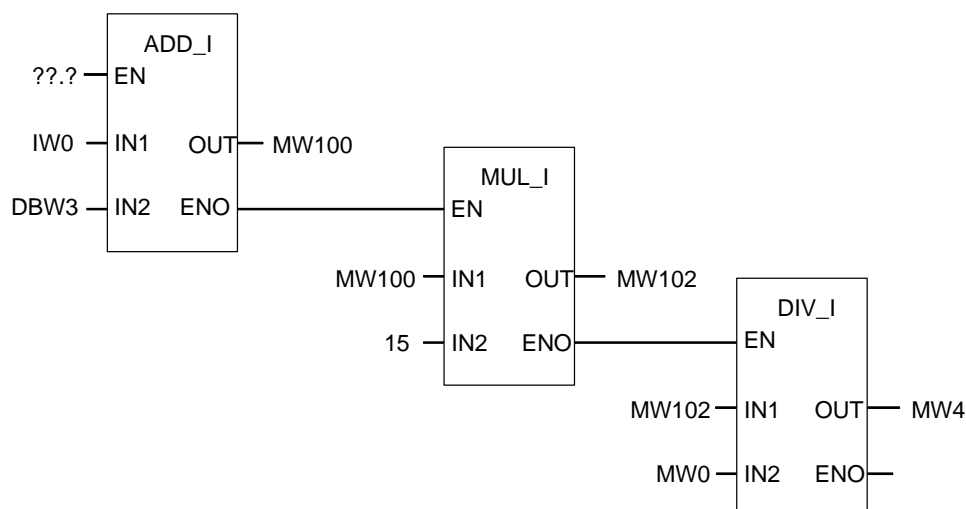 ADD_I
??.? EN
IW0 IN1 OUT MW100
DBW3 IN2 ENO
MUL_I
EN
MW100 IN1 OUT MW102
15 IN2 ENO
DIV_I
EN
MW102 IN1 OUT MW4
MW0 IN2 ENO